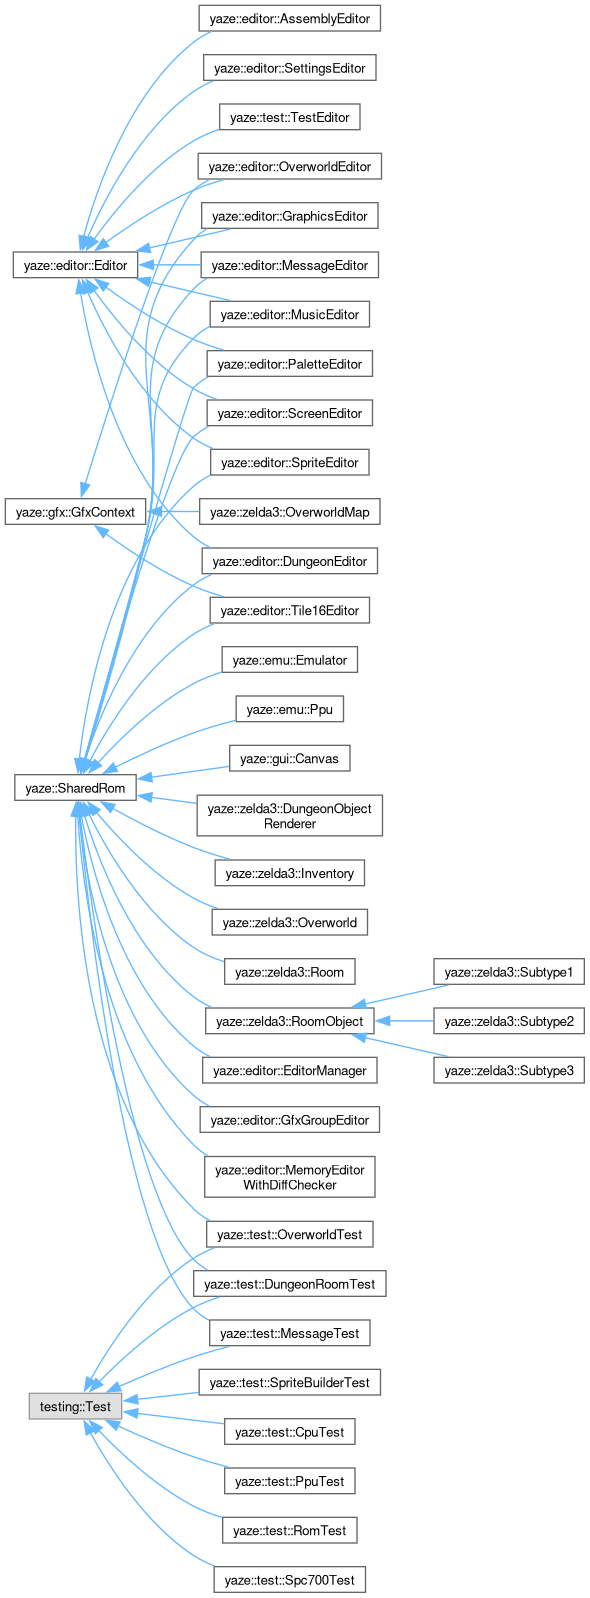 yaze::editor::AssemblyEditor
yaze::editor::SettingsEditor
yaze::test::TestEditor
yaze::editor::OverworldEditor
yaze::editor::GraphicsEditor
yaze::editor::Editor
yaze::editor::MessageEditor
yaze::editor::MusicEditor
yaze::editor::PaletteEditor
yaze::editor::ScreenEditor
yaze::editor::SpriteEditor
yaze::gfx::GfxContext
yaze::zelda3::OverworldMap
yaze::editor::DungeonEditor
yaze::editor::Tile16Editor
yaze::emu::Emulator
yaze::emu::Ppu
yaze::gui::Canvas
yaze::SharedRom
yaze::zelda3::DungeonObject
Renderer
yaze::zelda3::Inventory
yaze::zelda3::Overworld
yaze::zelda3::Room
yaze::zelda3::Subtype1
yaze::zelda3::RoomObject
yaze::zelda3::Subtype2
yaze::editor::EditorManager
yaze::zelda3::Subtype3
yaze::editor::GfxGroupEditor
yaze::editor::MemoryEditor
WithDiffChecker
yaze::test::OverworldTest
yaze::test::DungeonRoomTest
yaze::test::MessageTest
yaze::test::SpriteBuilderTest
testing::Test
yaze::test::CpuTest
yaze::test::PpuTest
yaze::test::RomTest
yaze::test::Spc700Test